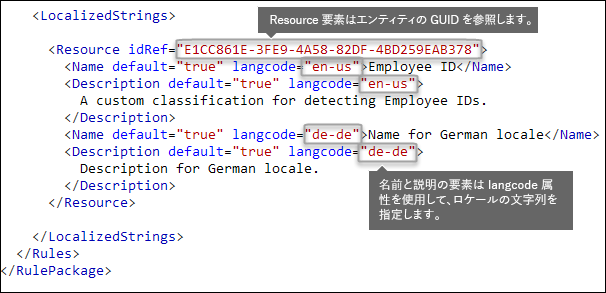 <LocalizedStrings>
Resource 要素はエンティティの GUID を参照します。
<Resource idRef="E1CC861E-3FE9-4A58-82DF-4BD259EAB378">
<Name default="true" langcode="en-us">Employee ID</Name>
<Description default="true" langcode="en-us">
A custom classification for detecting Employee IDs.
</Description>
<Name default="true" langcode="de-de">Name for German locale</Name>
<Description default="true" langcode="de-de">
Description for German locale.
</Description>
</Resource>
名前と説明の要素は langcode 属
性を使用して、ロケールの文字列を
指定します。
</LocalizedStrings>
</Rules>
</RulePackage>